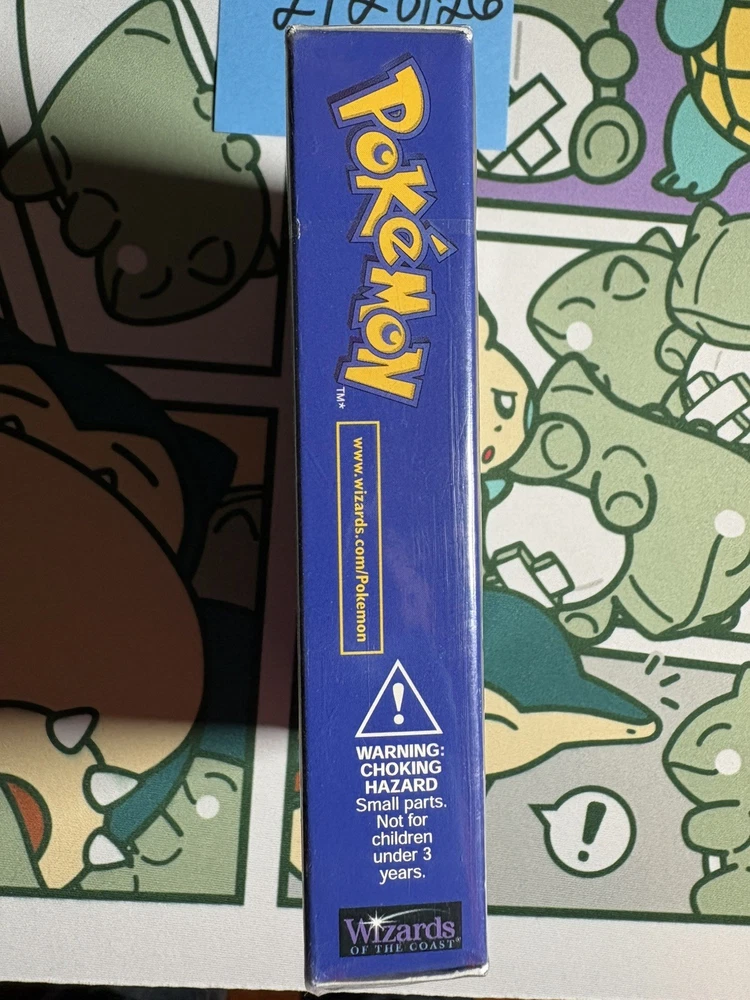 POKéMON
TM*
www.wizards.com/Pokemon
!
WARNING:
CHOKING
HAZARD
Small parts.
Not for
children
under 3
years.
Wizards
OF THE COAST®
!